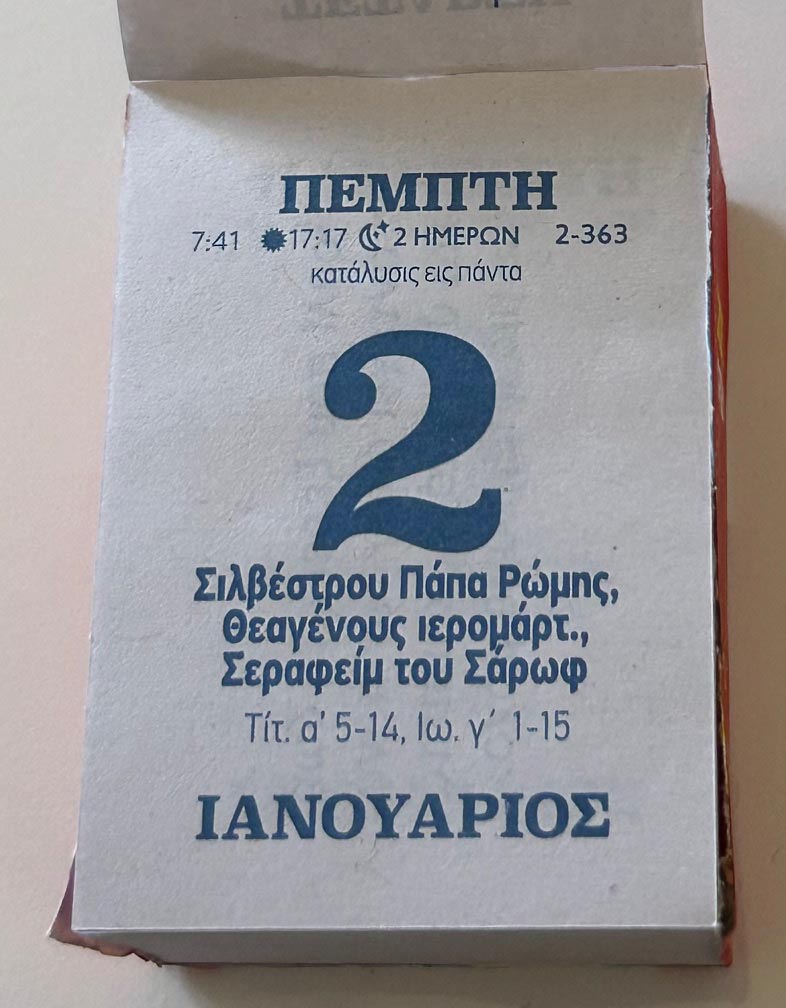 ΠΕΜΠΤΗ
7:41 17:17 2 ΗΜΕΡΩΝ 2-363
κατάλυσις εις πάντα
2
Σιλβέστρου Πάπα Ρώμης,
Θεαγένους ιερομάρτ.,
Σεραφείμ του Σάρωφ
Τίτ. α' 5-14, Ιω. γ΄ 1-15
ΙΑΝΟΥΑΡΙΟΣ